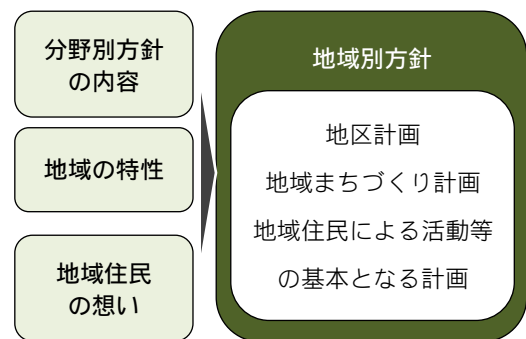 分野別方針
の内容
地域の特性
地域住民
の想い
地域別方針
地区計画
地域まちづくり計画
地域住民による活動等
の基本となる計画